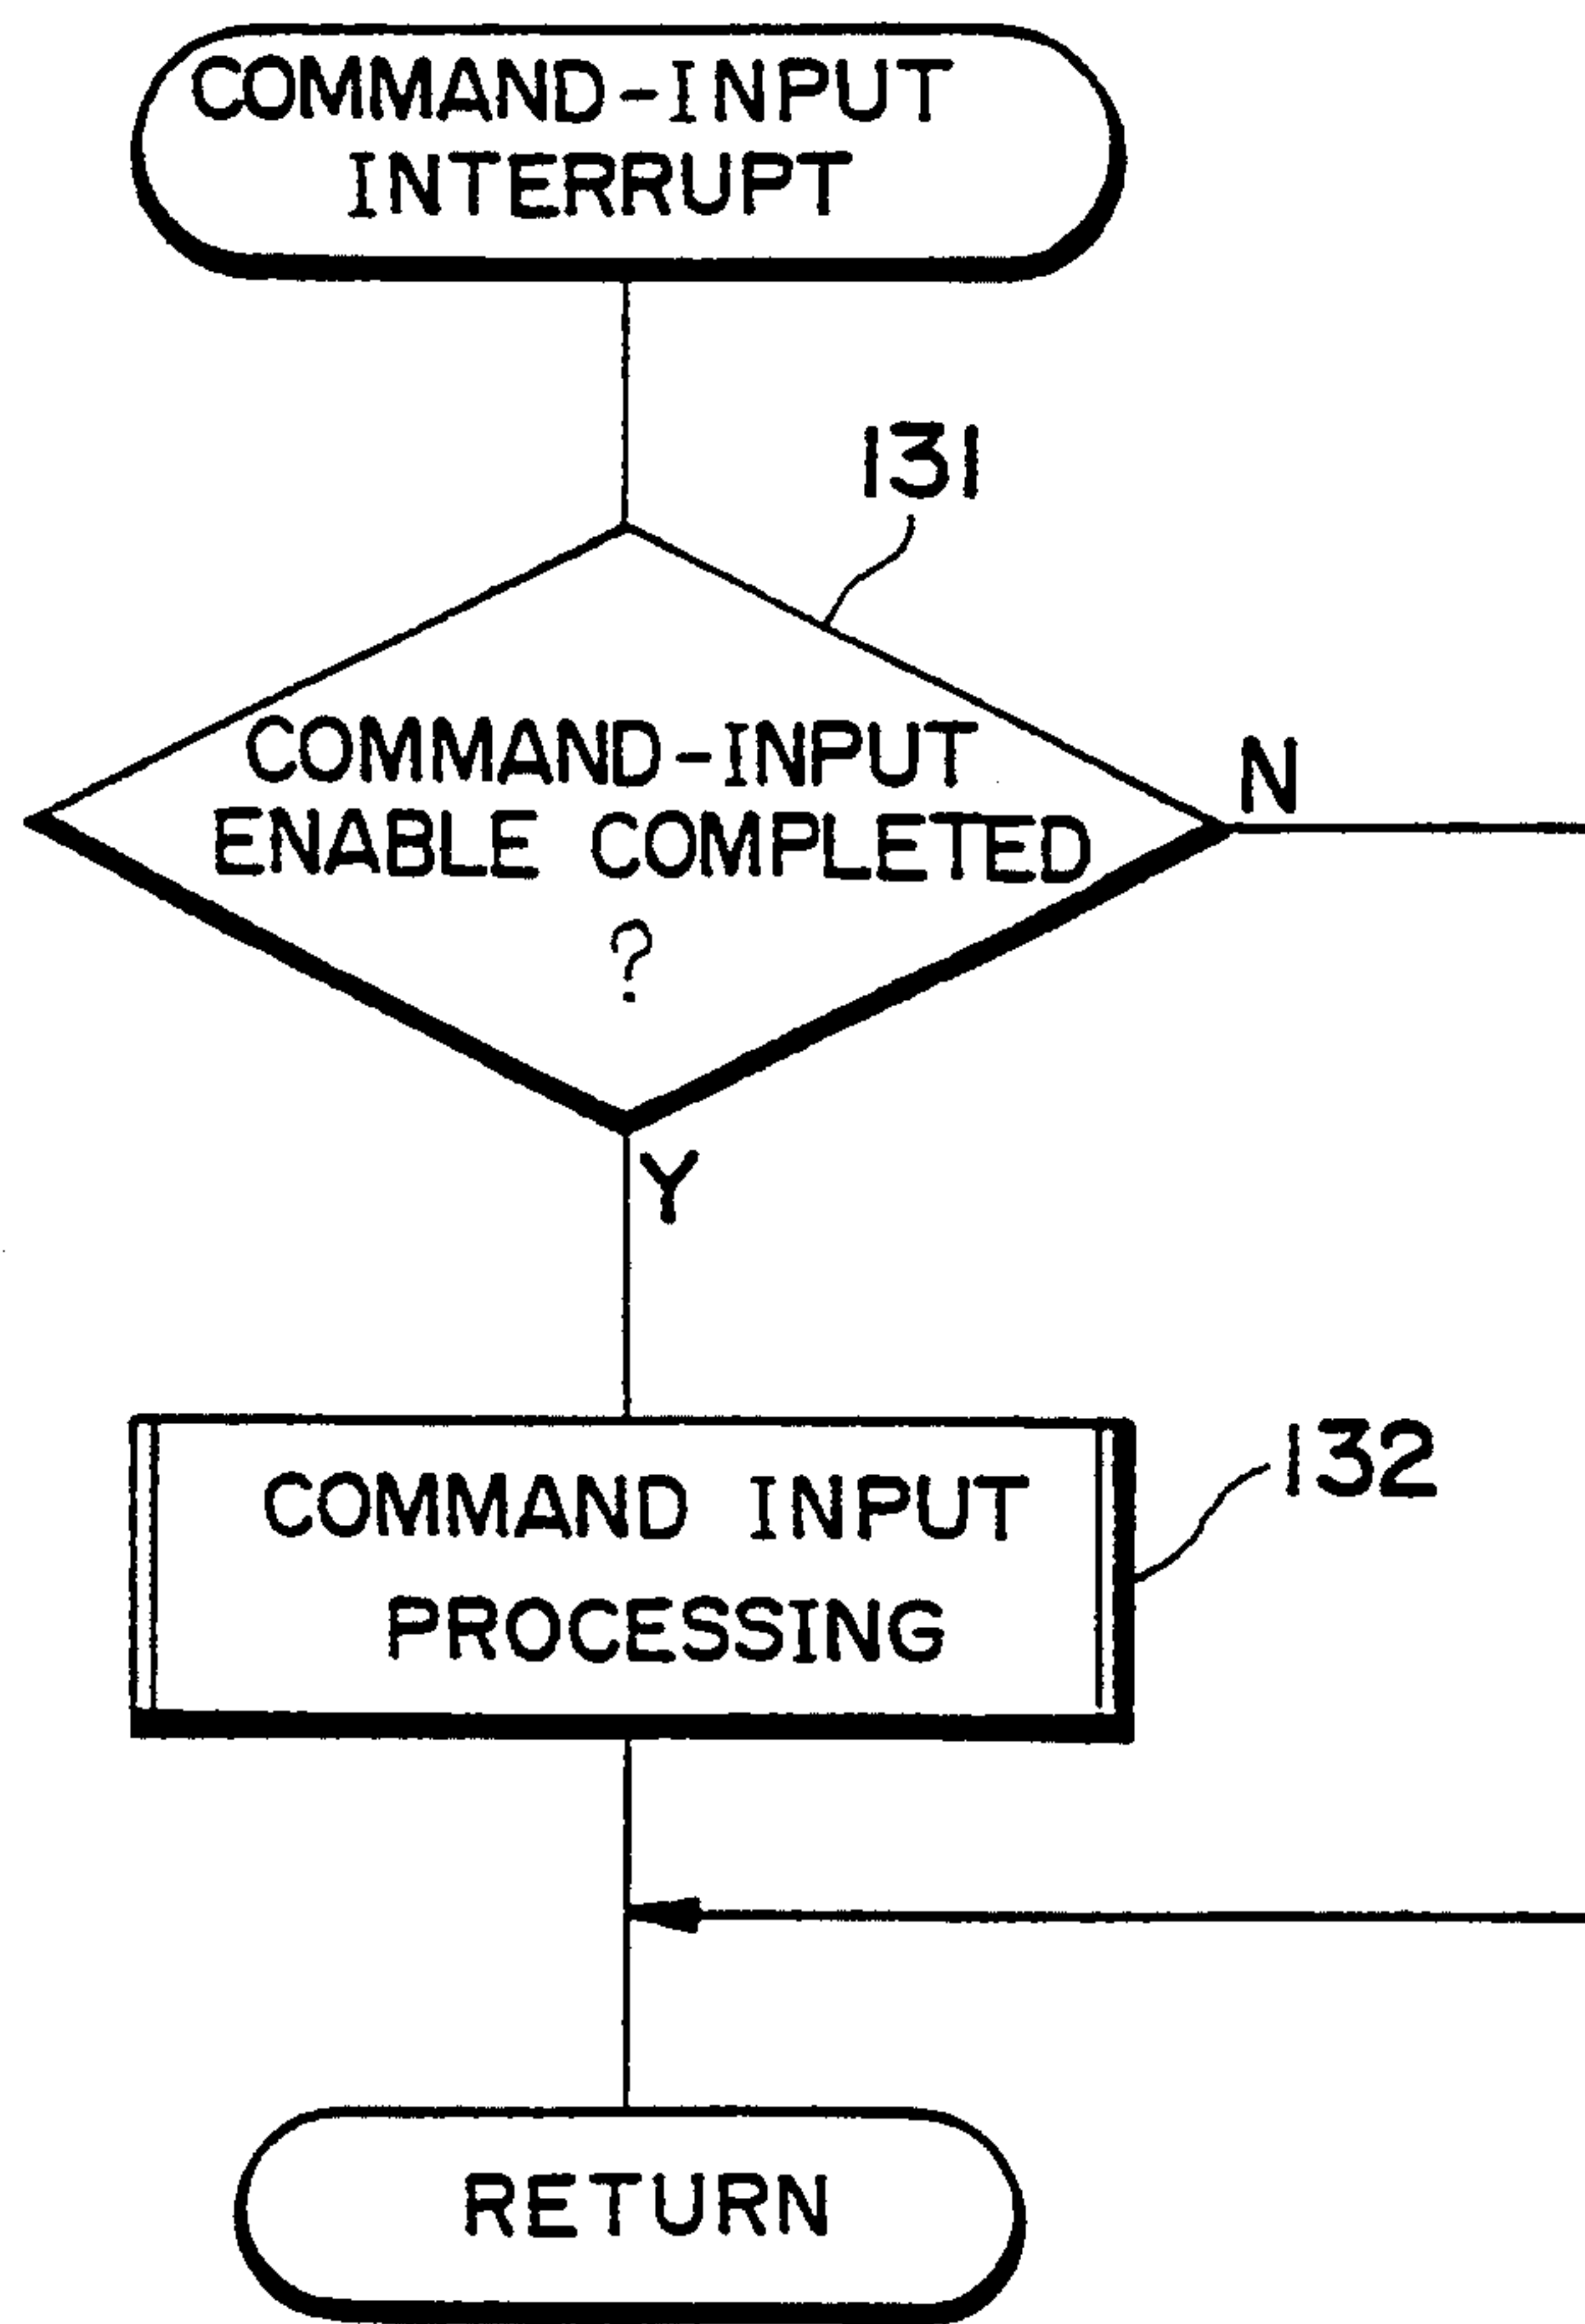 COMMAND-INPUT
INTERRUPT
131
COMMAND-INPUT
ENABLE COMPLETED
?
N
Y
132
COMMAND INPUT
PROCESSING
RETURN